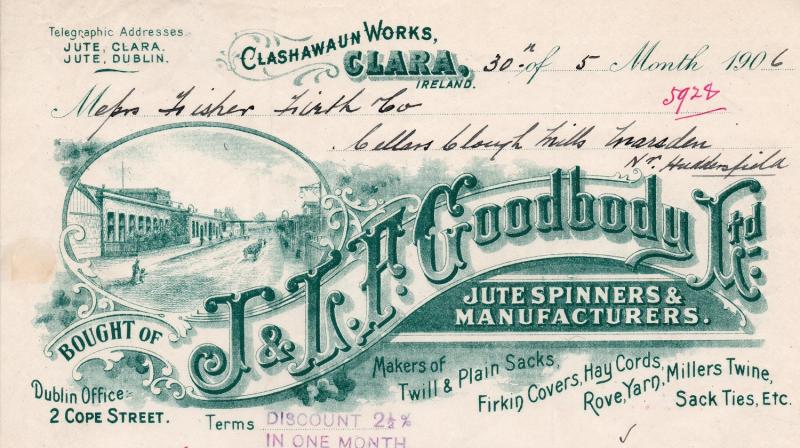 Telegraphic Addresses
JUTE, CLARA.
JUTE, DUBLIN.
CLASHAWAUN WORKS,
CLARA,
IRELAND.
30th of 5 Month 1906
5928
Messrs Fisher Firth & Co
Cellars Clough Mills Marsden
Nr. Huddersfield
BOUGHT OF
J. & L. F. Goodbody Ltd.
JUTE SPINNERS &
MANUFACTURERS.
Makers of
Twill & Plain Sacks,
Firkin Covers, Hay Cords,
Rove, Yarn, Millers Twine,
Sack Ties, Etc.
Dublin Office:-
2 COPE STREET.
Terms DISCOUNT 2½%
IN ONE MONTH